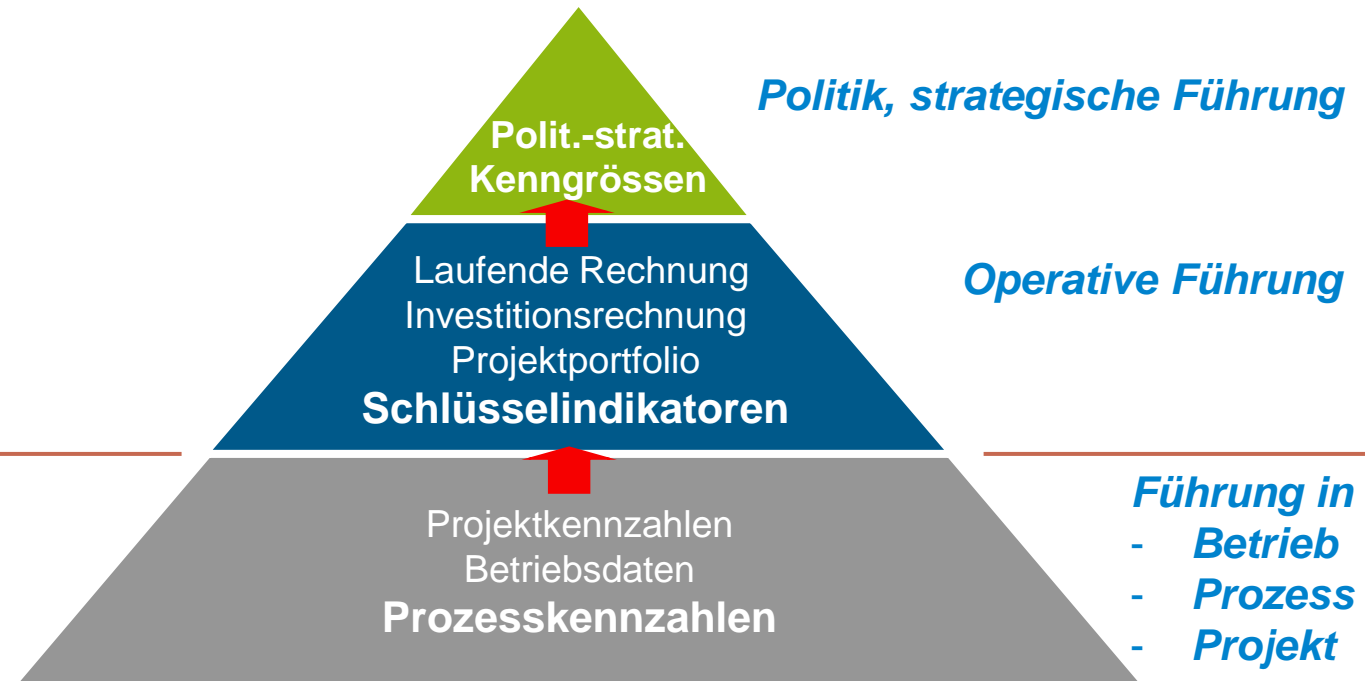 Politik, strategische Führung
Polit.-strat.
Kenngrössen
Laufende Rechnung
Investitionsrechnung
Projektportfolio
Schlüsselindikatoren
Operative Führung
Projektkennzahlen
Betriebsdaten
Prozesskennzahlen
Führung in
- Betrieb
- Prozess
- Projekt